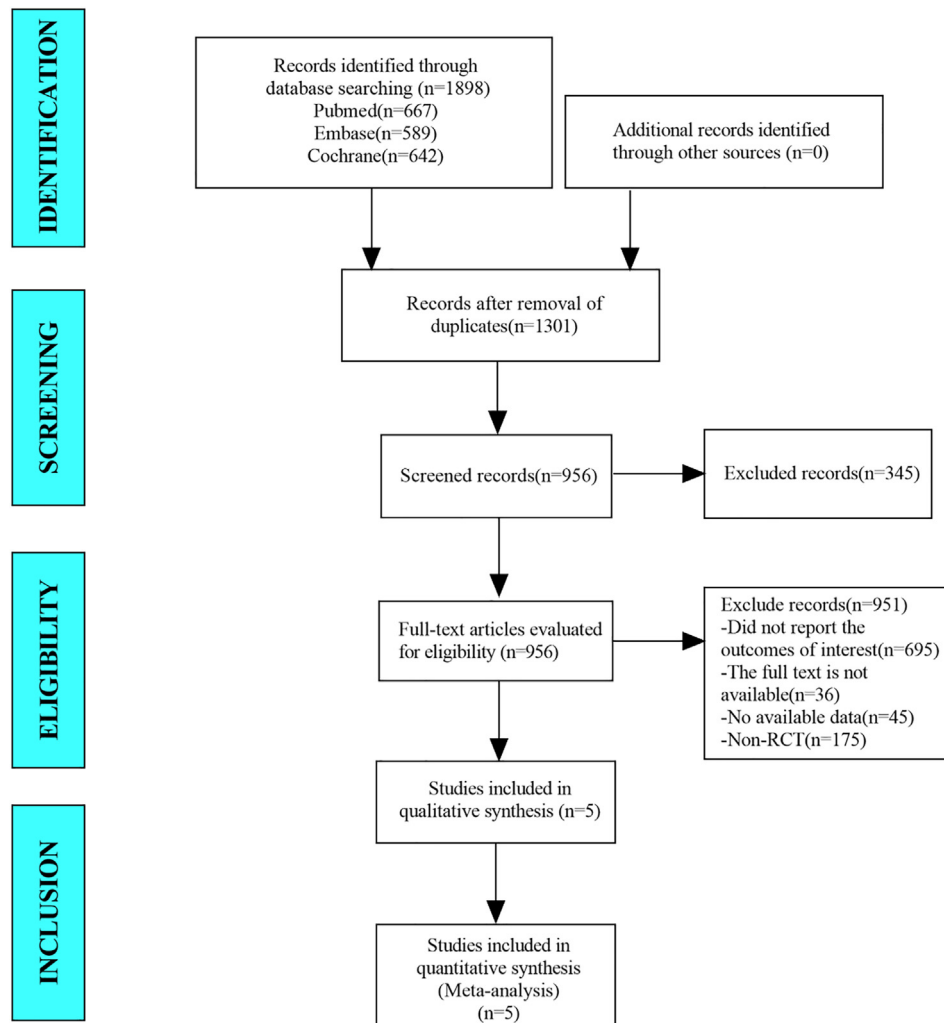 IDENTIFICATION
Records identified through
database searching (n=1898)
Pubmed(n=667)
Embase(n=589)
Cochrane(n=642)
Additional records identified
through other sources (n=0)
SCREENING
Records after removal of
duplicates(n=1301)
Screened records(n=956)
Excluded records(n=345)
ELIGIBILITY
Full-text articles evaluated
for eligibility (n=956)
Exclude records(n=951)
-Did not report the
outcomes of interest(n=695)
-The full text is not
available(n=36)
-No available data(n=45)
-Non-RCT(n=175)
Studies included in
qualitative synthesis (n=5)
INCLUSION
Studies included in
quantitative synthesis
(Meta-analysis)
(n=5)